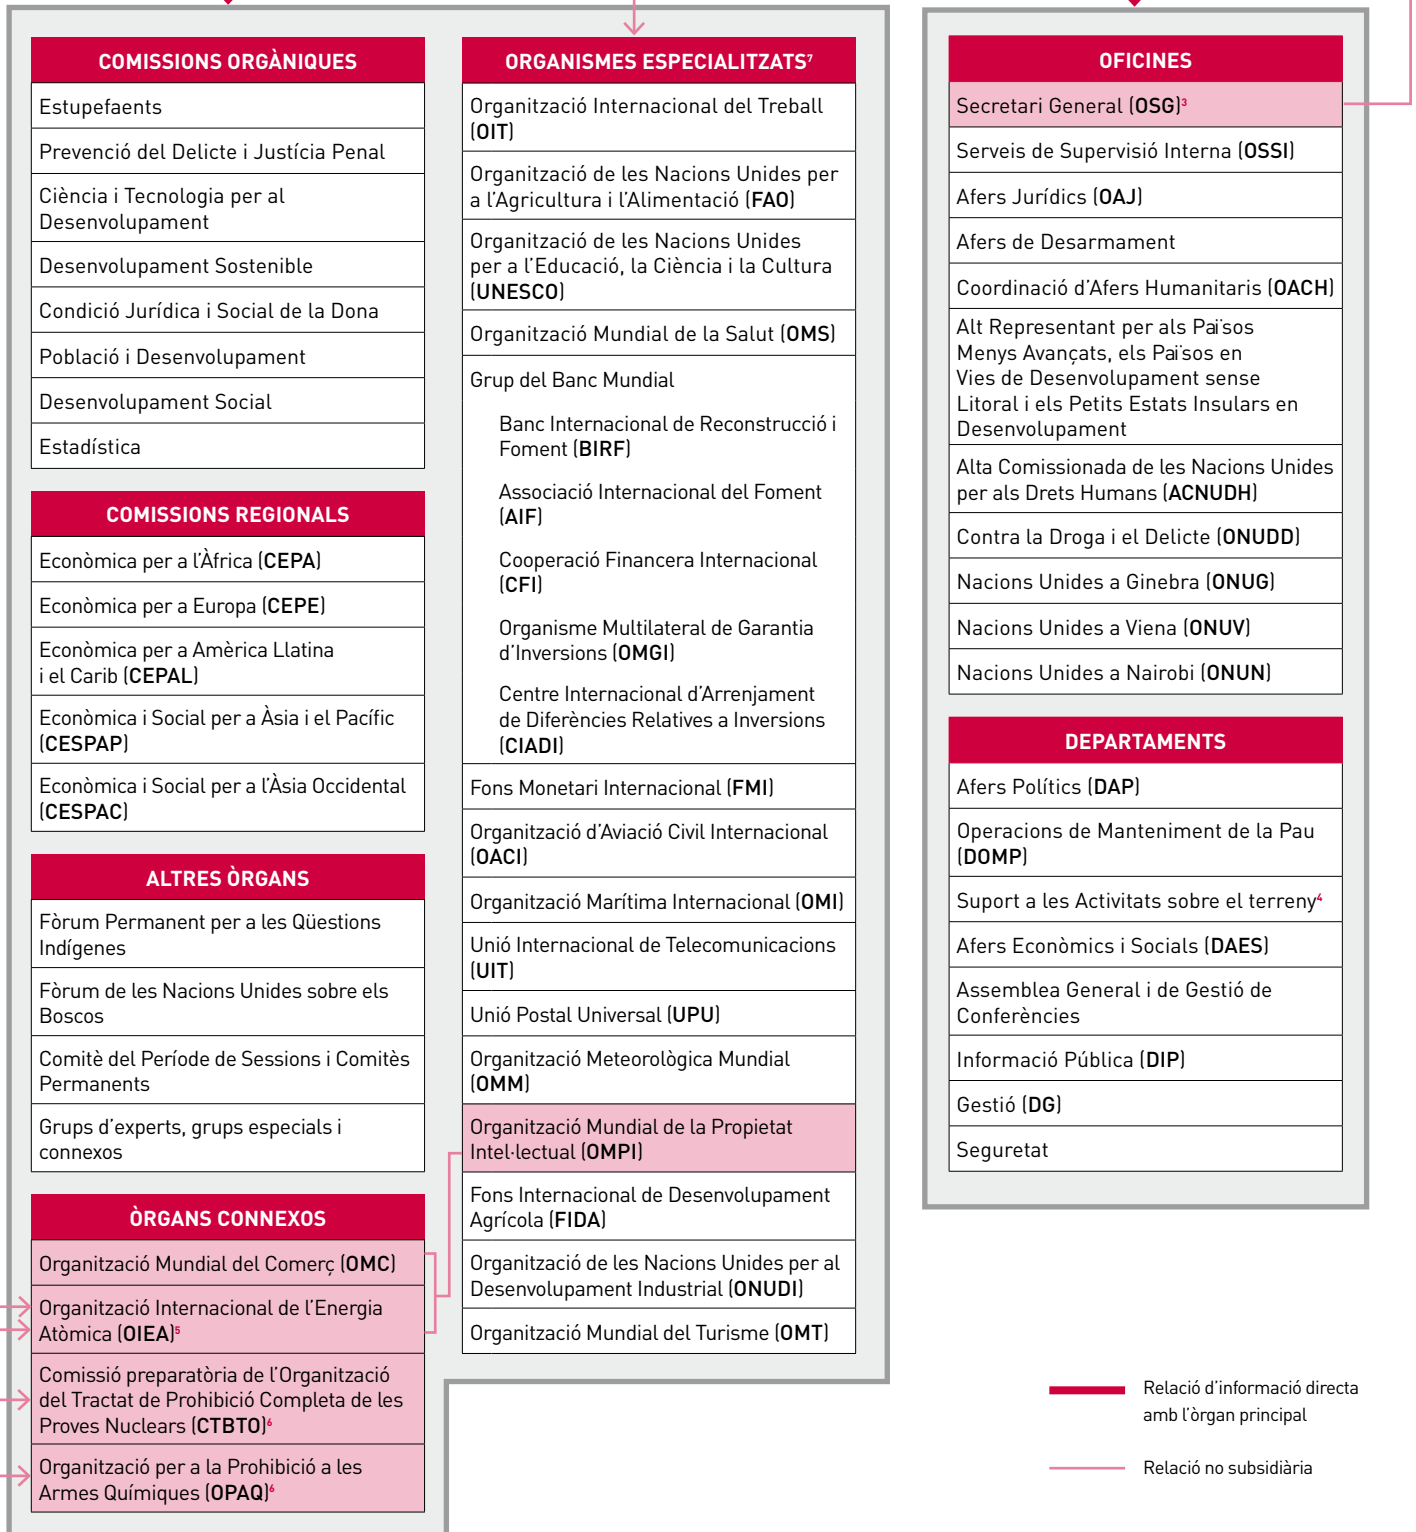 COMISSIONS ORGÀNIQUES
Estupefaents
Prevenció del Delicte i Justícia Penal
Ciència i Tecnologia per al
Desenvolupament
Desenvolupament Sostenible
Condició Jurídica i Social de la Dona
Població i Desenvolupament
Desenvolupament Social
Estadística
COMISSIONS REGIONALS
Econòmica per a l'Àfrica (CEPA)
Econòmica per a Europa (CEPE)
Econòmica per a Amèrica Llatina
i el Carib (CEPAL)
Econòmica i Social per a Àsia i el Pacífic
(CESPAP)
Econòmica i Social per a l'Àsia Occidental
(CESPAC)
ALTRES ÒRGANS
Fòrum Permanent per a les Qüestions
Indígenes
Fòrum de les Nacions Unides sobre els
Boscos
Comitè del Període de Sessions i Comitès
Permanents
Grups d'experts, grups especials i
connexos
ÒRGANS CONNEXOS
Organització Mundial del Comerç (OMC)
Organització Internacional de l'Energia
Atòmica (OIEA)⁵
Comissió preparatòria de l'Organització
del Tractat de Prohibició Completa de les
Proves Nuclears (CTBTO)⁶
Organització per a la Prohibició a les
Armes Químiques (OPAQ)⁶
ORGANISMES ESPECIALITZATS⁷
Organització Internacional del Treball
(OIT)
Organització de les Nacions Unides per
a l'Agricultura i l'Alimentació (FAO)
Organització de les Nacions Unides
per a l'Educació, la Ciència i la Cultura
(UNESCO)
Organització Mundial de la Salut (OMS)
Grup del Banc Mundial
Banc Internacional de Reconstrucció i
Foment (BIRF)
Associació Internacional del Foment
(AIF)
Cooperació Financera Internacional
(CFI)
Organisme Multilateral de Garantia
d'Inversions (OMGI)
Centre Internacional d'Arrenjament
de Diferències Relatives a Inversions
(CIADI)
Fons Monetari Internacional (FMI)
Organització d'Aviació Civil Internacional
(OACI)
Organització Marítima Internacional (OMI)
Unió Internacional de Telecomunicacions
(UIT)
Unió Postal Universal (UPU)
Organització Meteorològica Mundial
(OMM)
Organització Mundial de la Propietat
Intel·lectual (OMPI)
Fons Internacional de Desenvolupament
Agrícola (FIDA)
Organització de les Nacions Unides per al
Desenvolupament Industrial (ONUDI)
Organització Mundial del Turisme (OMT)
OFICINES
Secretari General (OSG)³
Serveis de Supervisió Interna (OSSI)
Afers Jurídics (OAJ)
Afers de Desarmament
Coordinació d'Afers Humanitaris (OACH)
Alt Representant per als Països
Menys Avançats, els Països en
Vies de Desenvolupament sense
Litoral i els Petits Estats Insulars en
Desenvolupament
Alta Comissionada de les Nacions Unides
per als Drets Humans (ACNUDH)
Contra la Droga i el Delicte (ONUDD)
Nacions Unides a Ginebra (ONUG)
Nacions Unides a Viena (ONUV)
Nacions Unides a Nairobi (ONUN)
DEPARTAMENTS
Afers Polítics (DAP)
Operacions de Manteniment de la Pau
(DOMP)
Suport a les Activitats sobre el terreny⁴
Afers Econòmics i Socials (DAES)
Assemblea General i de Gestió de
Conferències
Informació Pública (DIP)
Gestió (DG)
Seguretat
Relació d'informació directa
amb l'òrgan principal
Relació no subsidiària